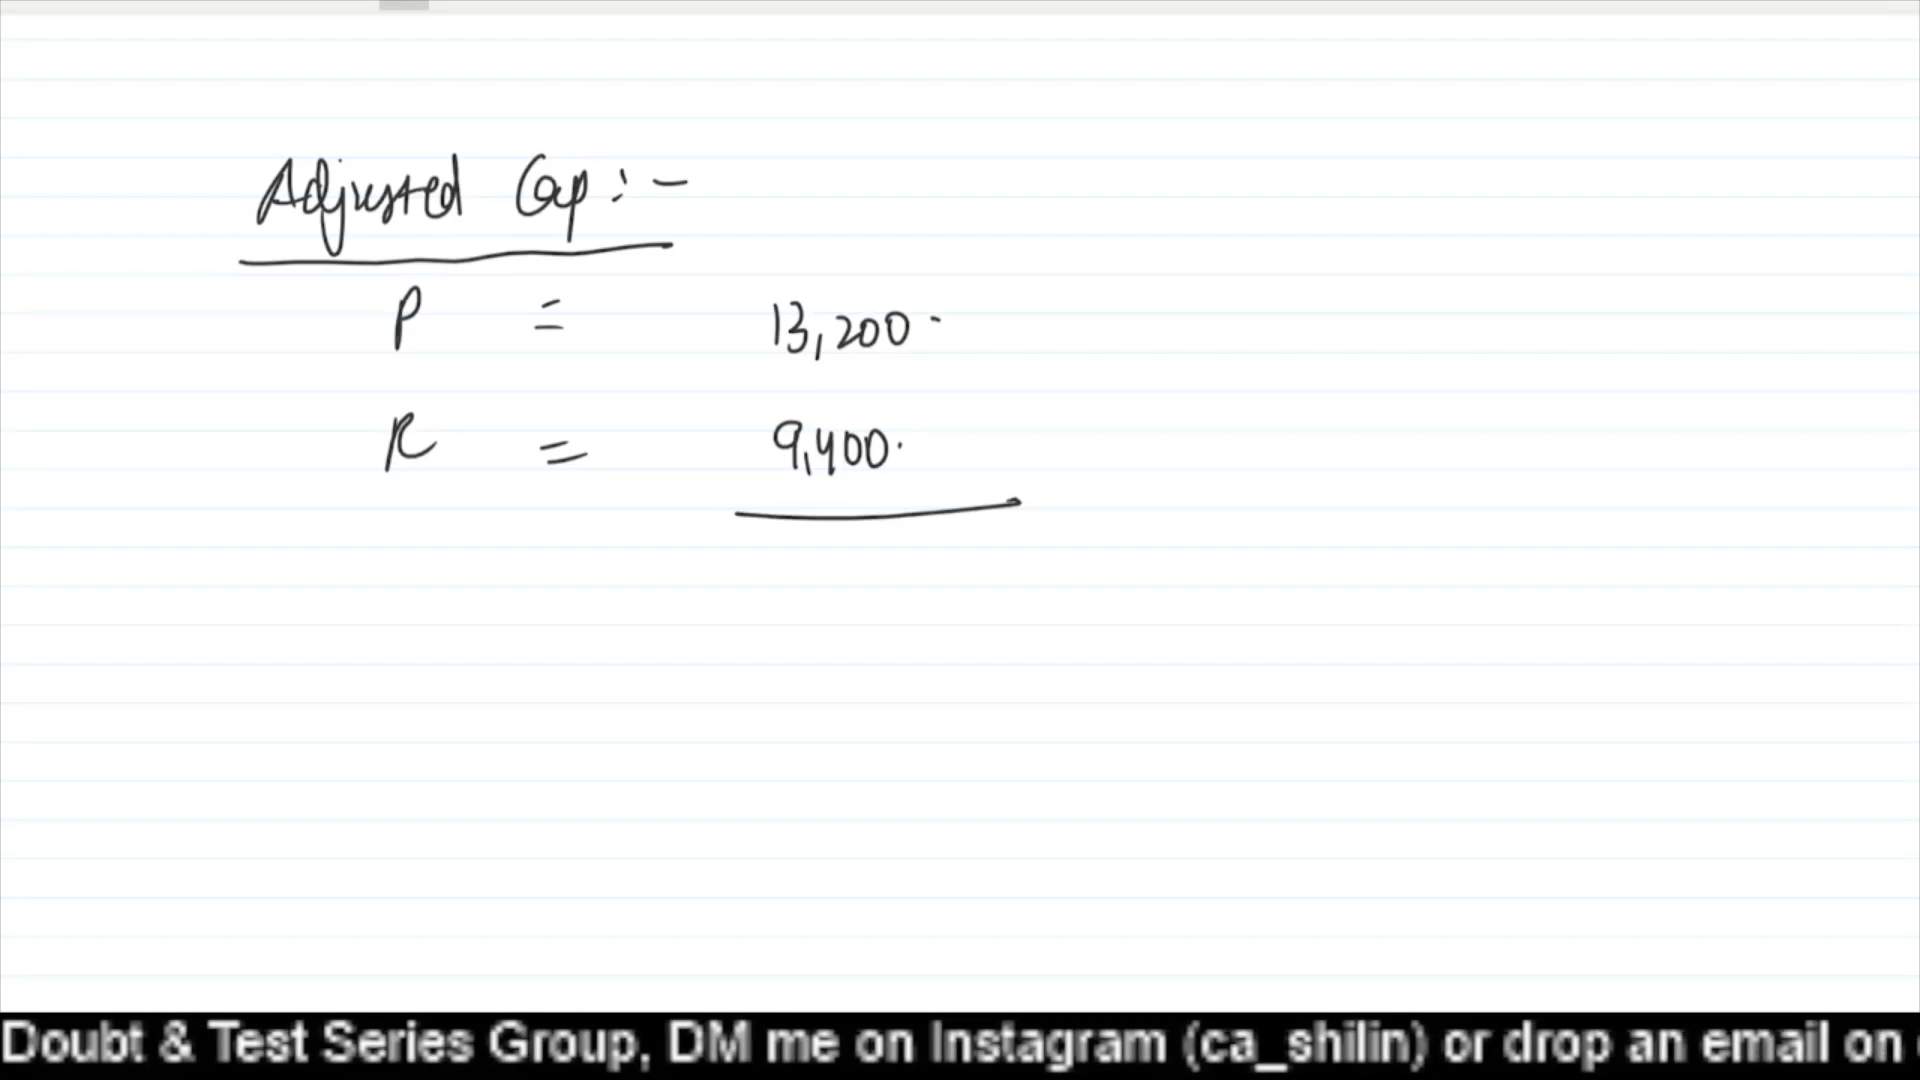 Adjusted Cap:-
P = 13,200
R = 9,400
Doubt & Test Series Group, DM me on Instagram (ca_shilin) or drop an email on